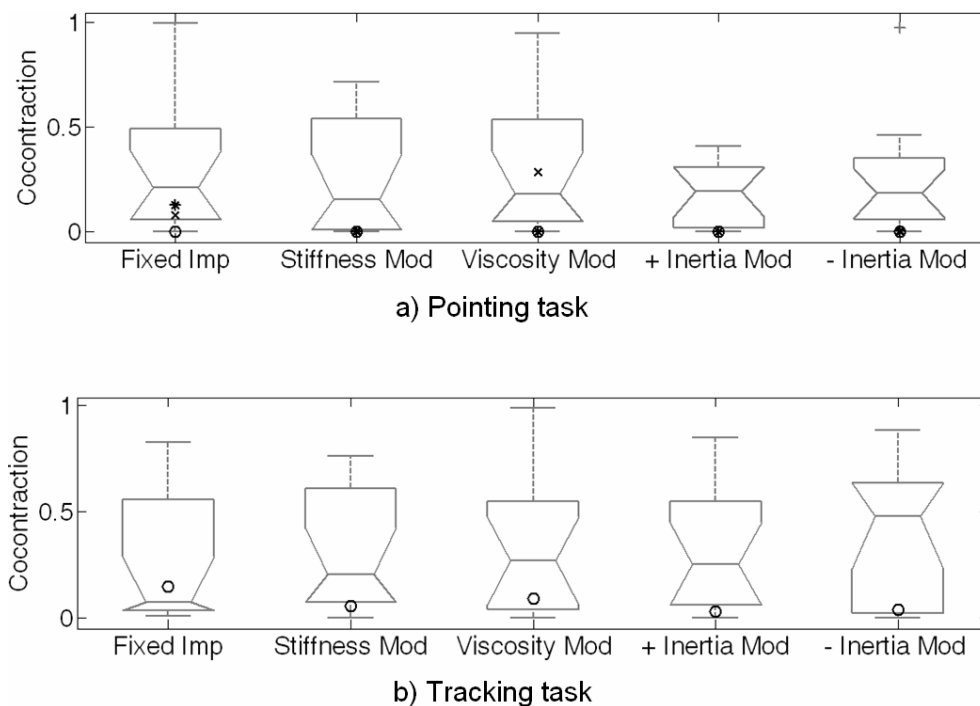 1
0.5
0
Cocontraction
Fixed Imp Stiffness Mod Viscosity Mod + Inertia Mod - Inertia Mod
a) Pointing task
1
0.5
0
Cocontraction
Fixed Imp Stiffness Mod Viscosity Mod + Inertia Mod - Inertia Mod
b) Tracking task